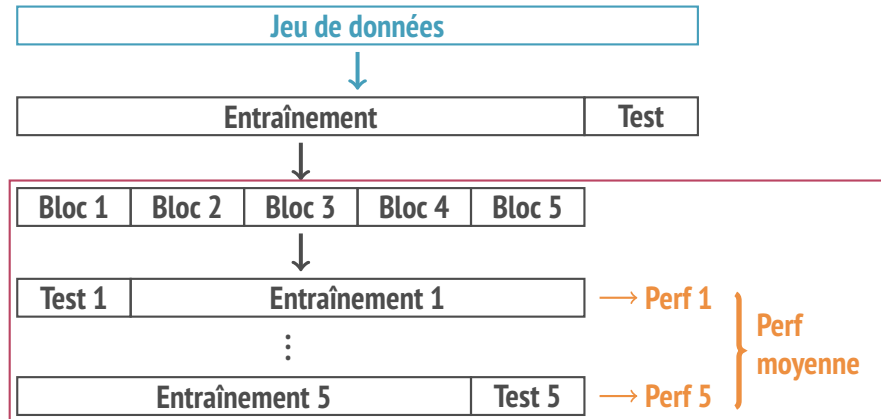 Jeu de données
Entraînement Test
Bloc 1 Bloc 2 Bloc 3 Bloc 4 Bloc 5
Test 1 Entraînement 1 Perf 1
Perf
moyenne
Entraînement 5 Test 5 Perf 5